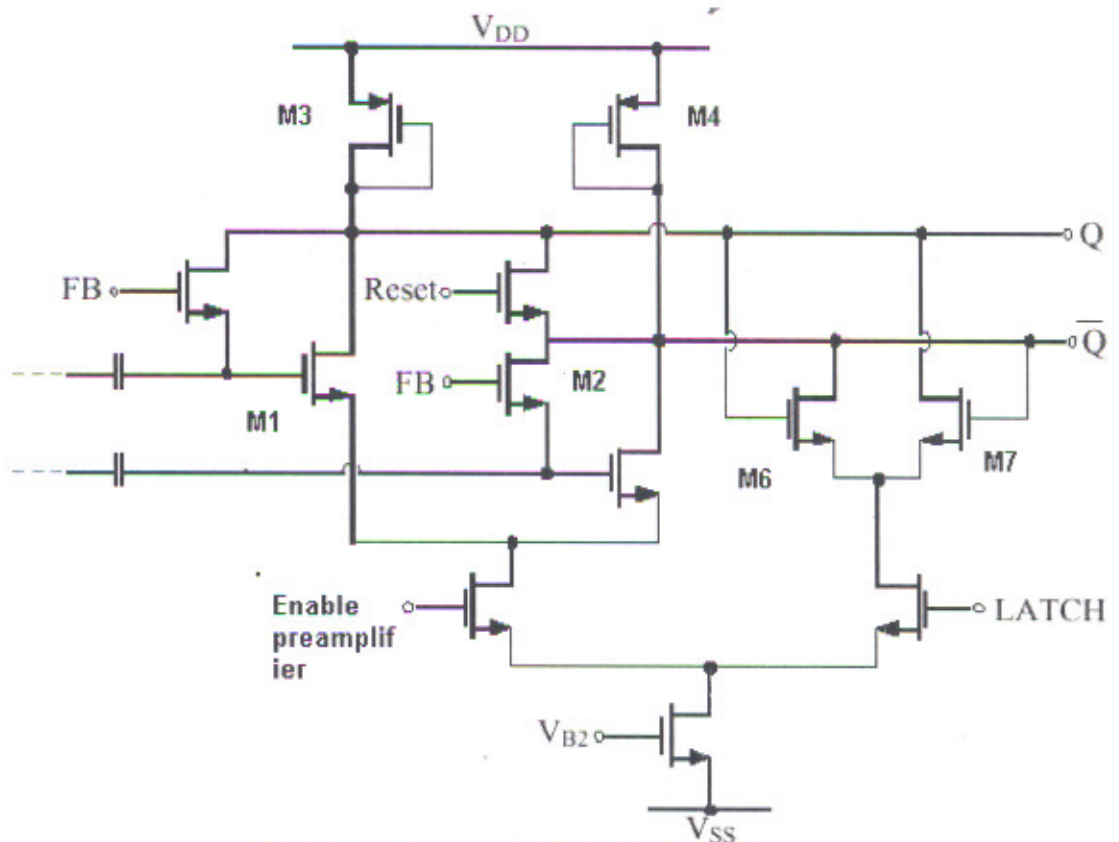 VDD
M3
M4
Q
FB
Reset
Q̅
FB
M2
M1
M6
M7
Enable
preamplif
ier
LATCH
VB2
VSS